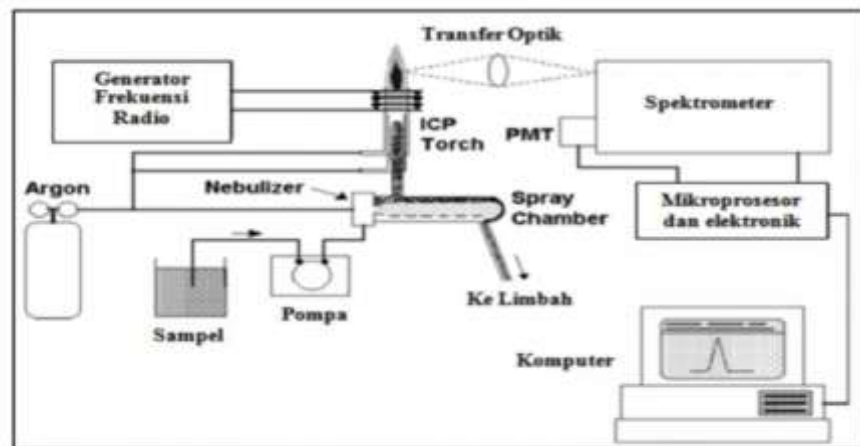 Transfer Optik
Generator
Frekuensi
Radio
Spektrometer
ICP
Torch
PMT
Argon
Nebulizer
Spray
Chamber
Mikroprosesor
dan elektronik
Sampel
Pompa
Ke Limbah
Komputer